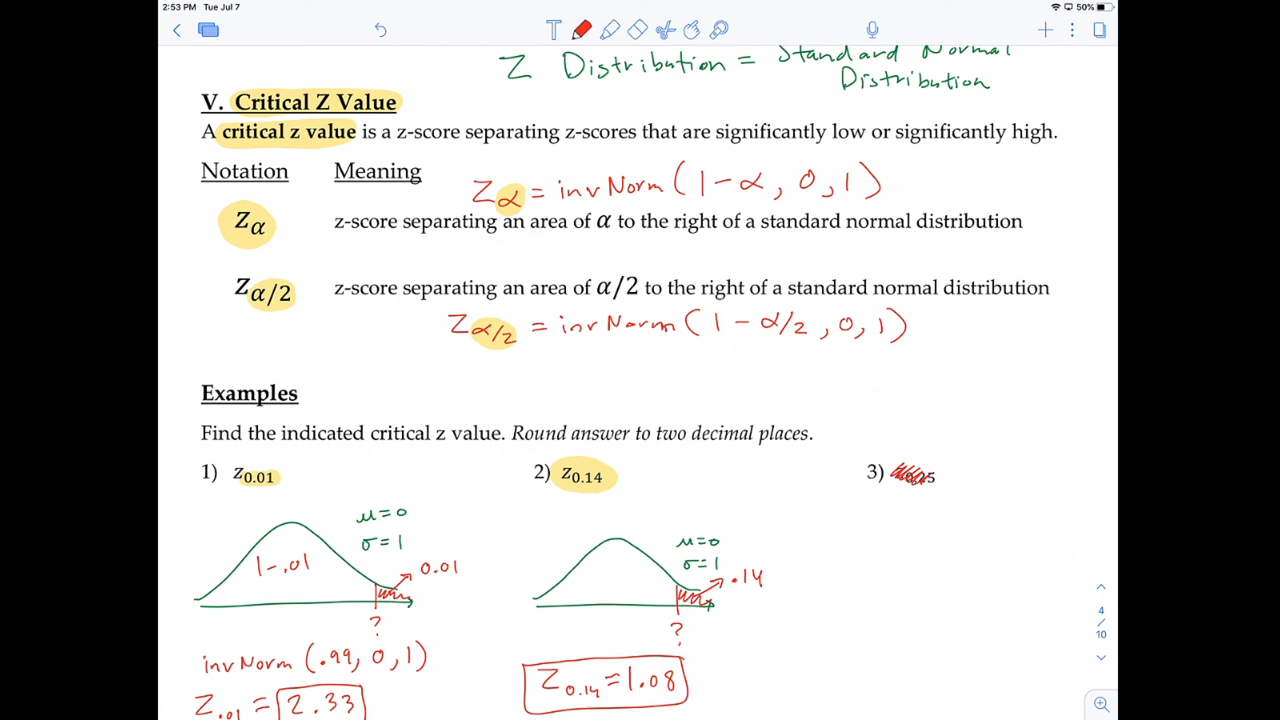 2:53 PM Tue Jul 7
50%
T
Z Distribution = Standard Normal
Distribution
V. Critical Z Value
A critical z value is a z-score separating z-scores that are significantly low or significantly high.
Notation Meaning
Zα = invNorm(1-α, 0, 1)
zα z-score separating an area of α to the right of a standard normal distribution
zα/2 z-score separating an area of α/2 to the right of a standard normal distribution
Zα/2 = invNorm(1 - α/2, 0, 1)
Examples
Find the indicated critical z value. Round answer to two decimal places.
1) z0.01 2) z0.14 3)
μ=0
σ=1
1-.01
0.01
?
invNorm(.99, 0, 1)
Z.01 = 2.33
μ=0
σ=1
.14
?
Z0.14=1.08
4
/
10